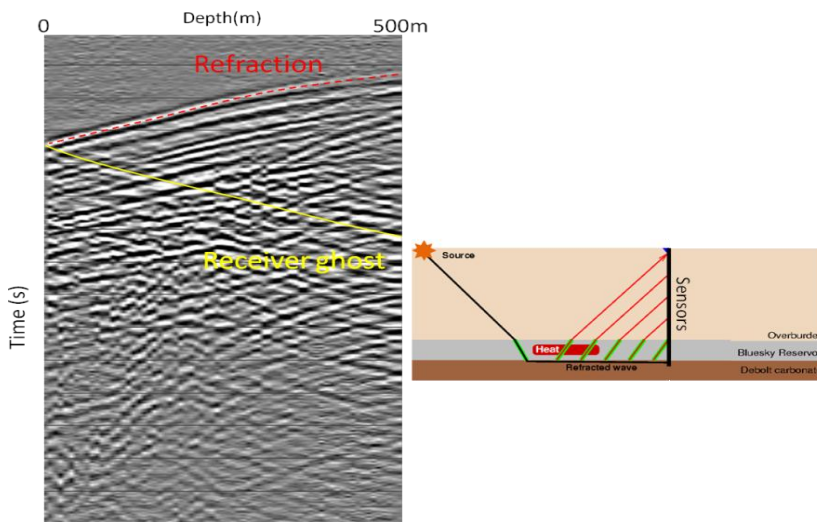 0
Depth(m)
500m
Refraction
Receiver ghost
Time (s)
Source
Sensors
Overburde
Heat
Bluesky Reservo
Refracted wave
Debolt carbonat